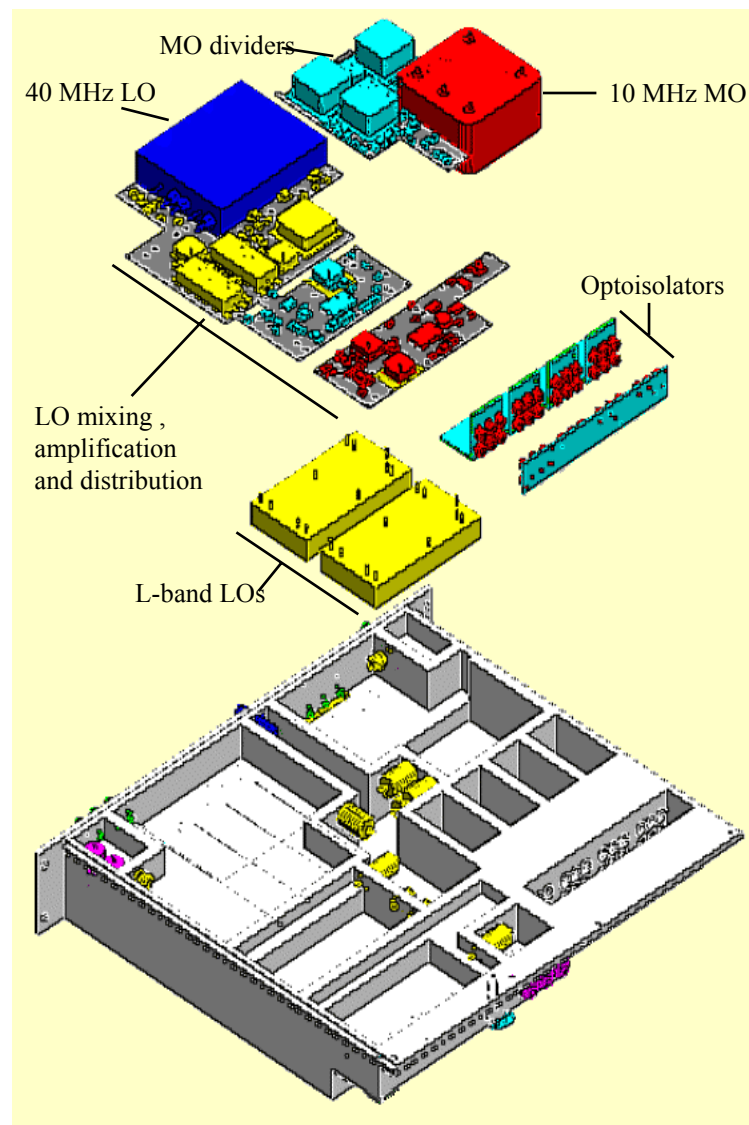 MO dividers
40 MHz LO
10 MHz MO
Optoisolators
LO mixing ,
amplification
and distribution
L-band LOs